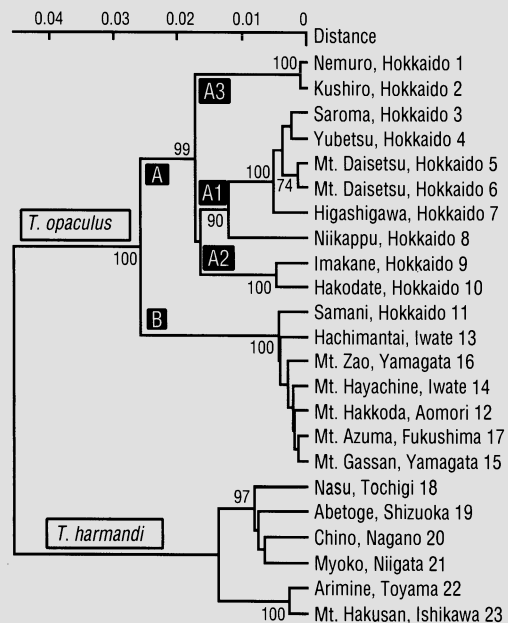 0.04 0.03 0.02 0.01 0
Distance
100 Nemuro, Hokkaido 1
Kushiro, Hokkaido 2
A3
Saroma, Hokkaido 3
Yubetsu, Hokkaido 4
99
100 Mt. Daisetsu, Hokkaido 5
A
74 Mt. Daisetsu, Hokkaido 6
A1
Higashigawa, Hokkaido 7
T. opaculus
90
Niikappu, Hokkaido 8
100
A2
Imakane, Hokkaido 9
100 Hakodate, Hokkaido 10
Samani, Hokkaido 11
B
Hachimantai, Iwate 13
100
Mt. Zao, Yamagata 16
Mt. Hayachine, Iwate 14
Mt. Hakkoda, Aomori 12
Mt. Azuma, Fukushima 17
Mt. Gassan, Yamagata 15
Nasu, Tochigi 18
97
Abetoge, Shizuoka 19
T. harmandi
Chino, Nagano 20
Myoko, Niigata 21
Arimine, Toyama 22
100 Mt. Hakusan, Ishikawa 23